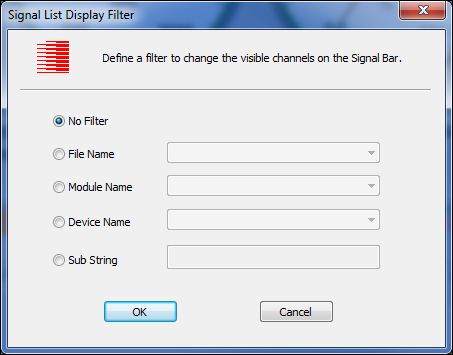 Signal List Display Filter
Define a filter to change the visible channels on the Signal Bar.
No Filter
File Name
Module Name
Device Name
Sub String
OK
Cancel